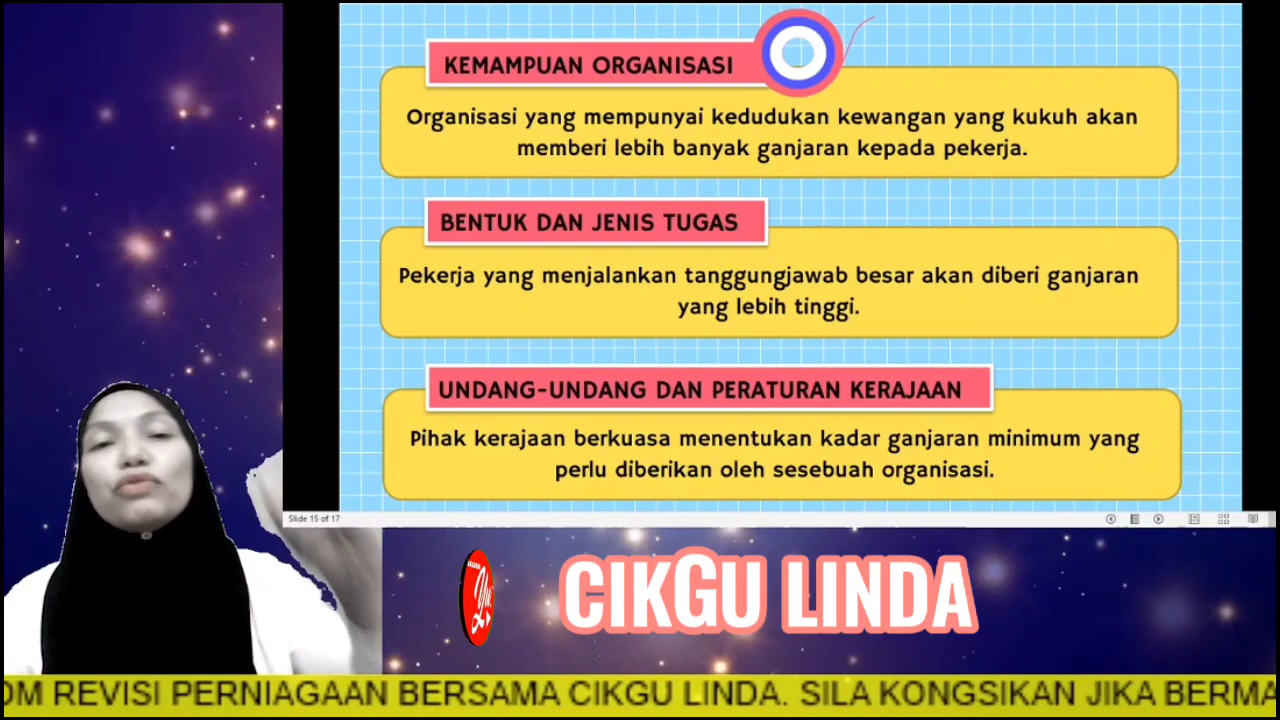 KEMAMPUAN ORGANISASI
Organisasi yang mempunyai kedudukan kewangan yang kukuh akan
memberi lebih banyak ganjaran kepada pekerja.
BENTUK DAN JENIS TUGAS
Pekerja yang menjalankan tanggungjawab besar akan diberi ganjaran
yang lebih tinggi.
UNDANG-UNDANG DAN PERATURAN KERAJAAN
Pihak kerajaan berkuasa menentukan kadar ganjaran minimum yang
perlu diberikan oleh sesebuah organisasi.
Slide 15 of 17
CIKGU LINDA
OM REVISI PERNIAGAAN BERSAMA CIKGU LINDA. SILA KONGSIKAN JIKA BERMA